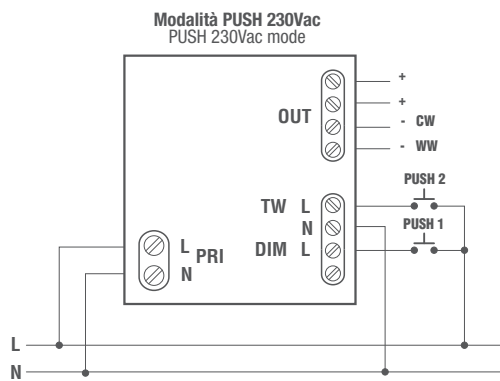 Modalità PUSH 230Vac
PUSH 230Vac mode
+
+
OUT
- CW
- WW
PUSH 2
TW L
PUSH 1
N
DIM L
L
PRI
N
L
N